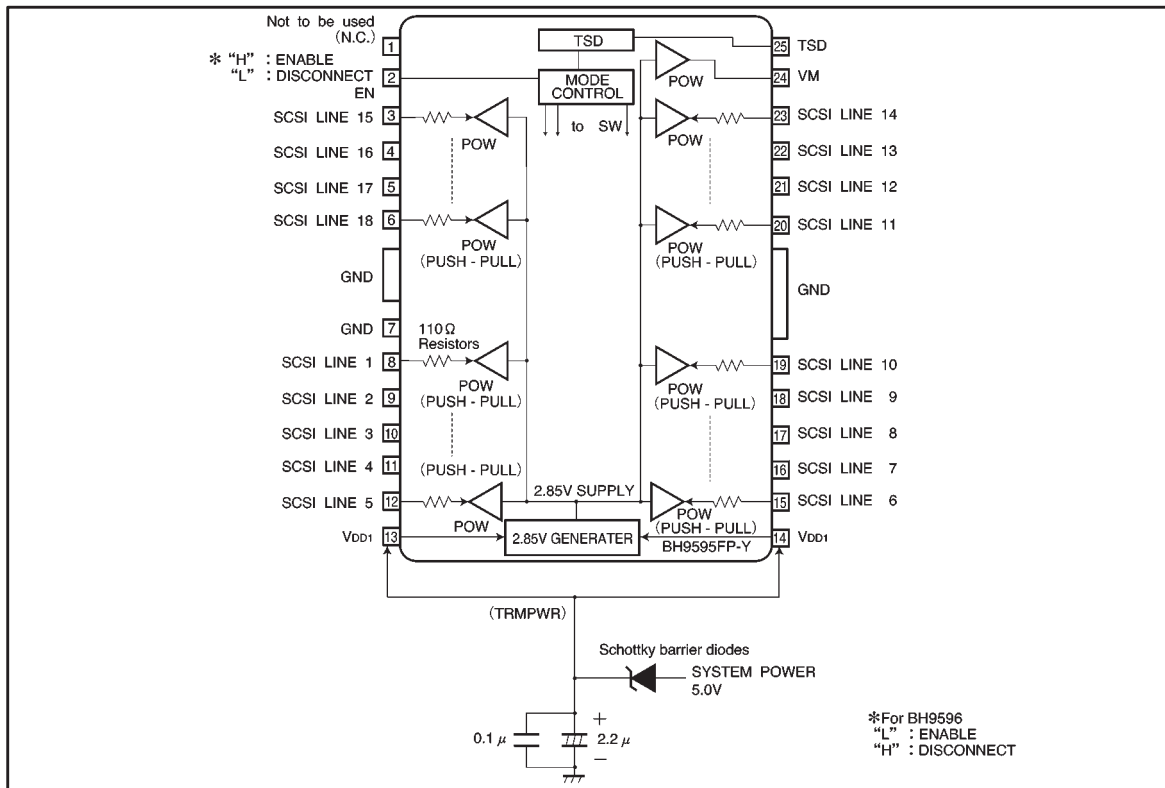 Not to be used
(N.C.)
1
* “H” : ENABLE
“L” : DISCONNECT
2
EN
SCSI LINE 15
3
SCSI LINE 16
4
SCSI LINE 17
5
SCSI LINE 18
6
GND
GND
7
SCSI LINE 1
8
SCSI LINE 2
9
SCSI LINE 3
10
SCSI LINE 4
11
SCSI LINE 5
12
VDD1
13
TSD
MODE
CONTROL
to SW
POW
POW
(PUSH - PULL)
110Ω
Resistors
POW
(PUSH - PULL)
(PUSH - PULL)
POW
2.85V SUPPLY
2.85V GENERATER
POW
POW
POW
(PUSH - PULL)
POW
(PUSH - PULL)
POW
(PUSH - PULL)
BH9595FP-Y
25
TSD
24
VM
23
SCSI LINE 14
22
SCSI LINE 13
21
SCSI LINE 12
20
SCSI LINE 11
GND
19
SCSI LINE 10
18
SCSI LINE 9
17
SCSI LINE 8
16
SCSI LINE 7
15
SCSI LINE 6
14
VDD1
(TRMPWR)
Schottky barrier diodes
SYSTEM POWER
5.0V
0.1 μ
+
2.2 μ
−
*For BH9596
“L” : ENABLE
“H” : DISCONNECT